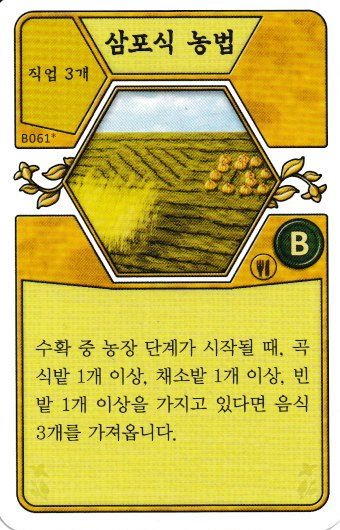 삼포식 농법
직업 3개
B061*
B
수확 중 농장 단계가 시작될 때, 곡
식밭 1개 이상, 채소밭 1개 이상, 빈
밭 1개 이상을 가지고 있다면 음식
3개를 가져옵니다.